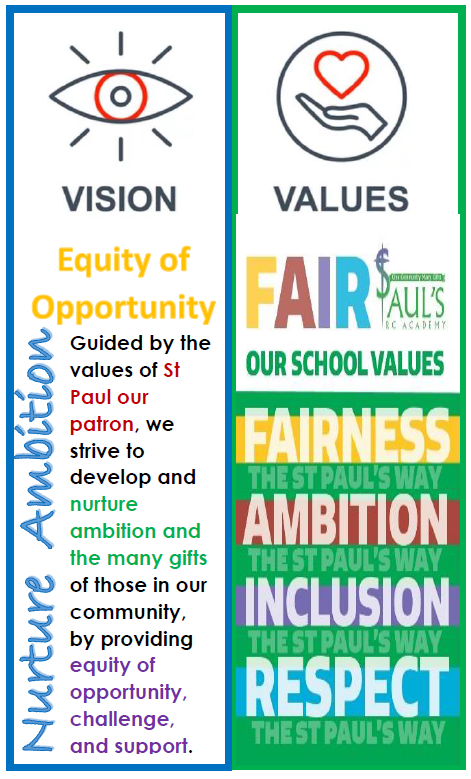 VISION
Equity of
Opportunity
Nurture Ambition
Guided by the
values of St
Paul our
patron, we
strive to
develop and
nurture
ambition and
the many gifts
of those in our
community,
by providing
equity of
opportunity,
challenge,
and support.
VALUES
FAIR
One Community Many Gifts
St PAUL'S
RC ACADEMY
OUR SCHOOL VALUES
FAIRNESS
THE ST PAUL'S WAY
AMBITION
THE ST PAUL'S WAY
INCLUSION
THE ST PAUL'S WAY
RESPECT
THE ST PAUL'S WAY